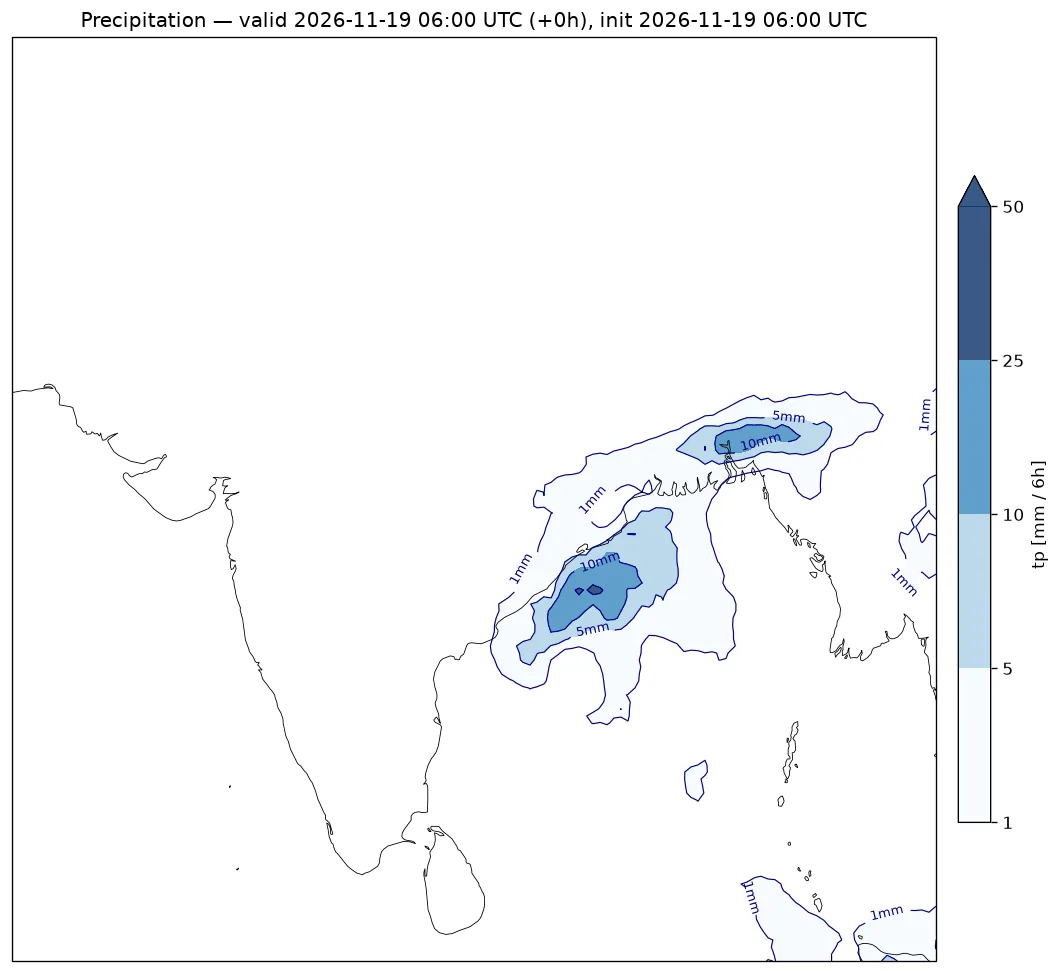 Precipitation — valid 2026-11-19 06:00 UTC (+0h), init 2026-11-19 06:00 UTC
50
25
10
5
1
tp [mm / 6h]
5mm
1mm
10mm
1mm
10mm
1mm
1mm
5mm
1mm
1mm